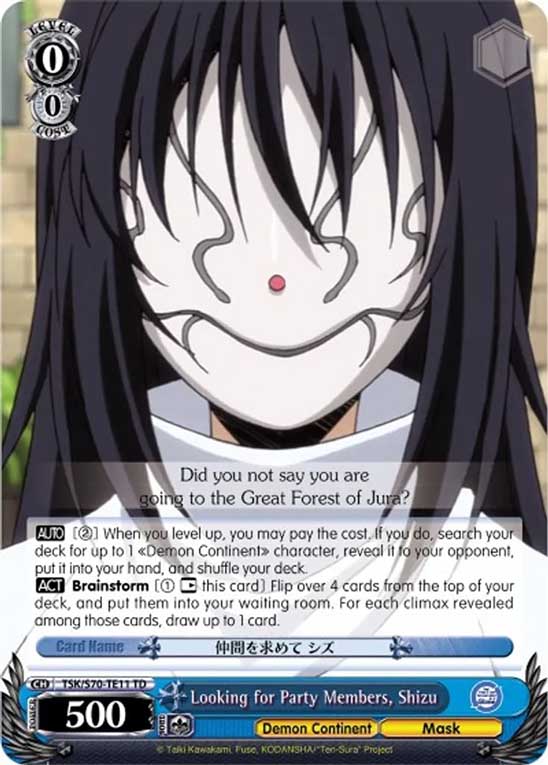 LEVEL
0
0
COST
Did you not say you are
going to the Great Forest of Jura?
AUTO [②] When you level up, you may pay the cost. If you do, search your
deck for up to 1 «Demon Continent» character, reveal it to your opponent,
put it into your hand, and shuffle your deck.
ACT Brainstorm [① this card] Flip over 4 cards from the top of your
deck, and put them into your waiting room. For each climax revealed
among those cards, draw up to 1 card.
Card Name 仲間を求めて シズ
CH TSK/S70-TE11 TD
Looking for Party Members, Shizu
POWER 500
Demon Continent Mask
© Taiki Kawakami, Fuse, KODANSHA/"Ten-Sura" Project